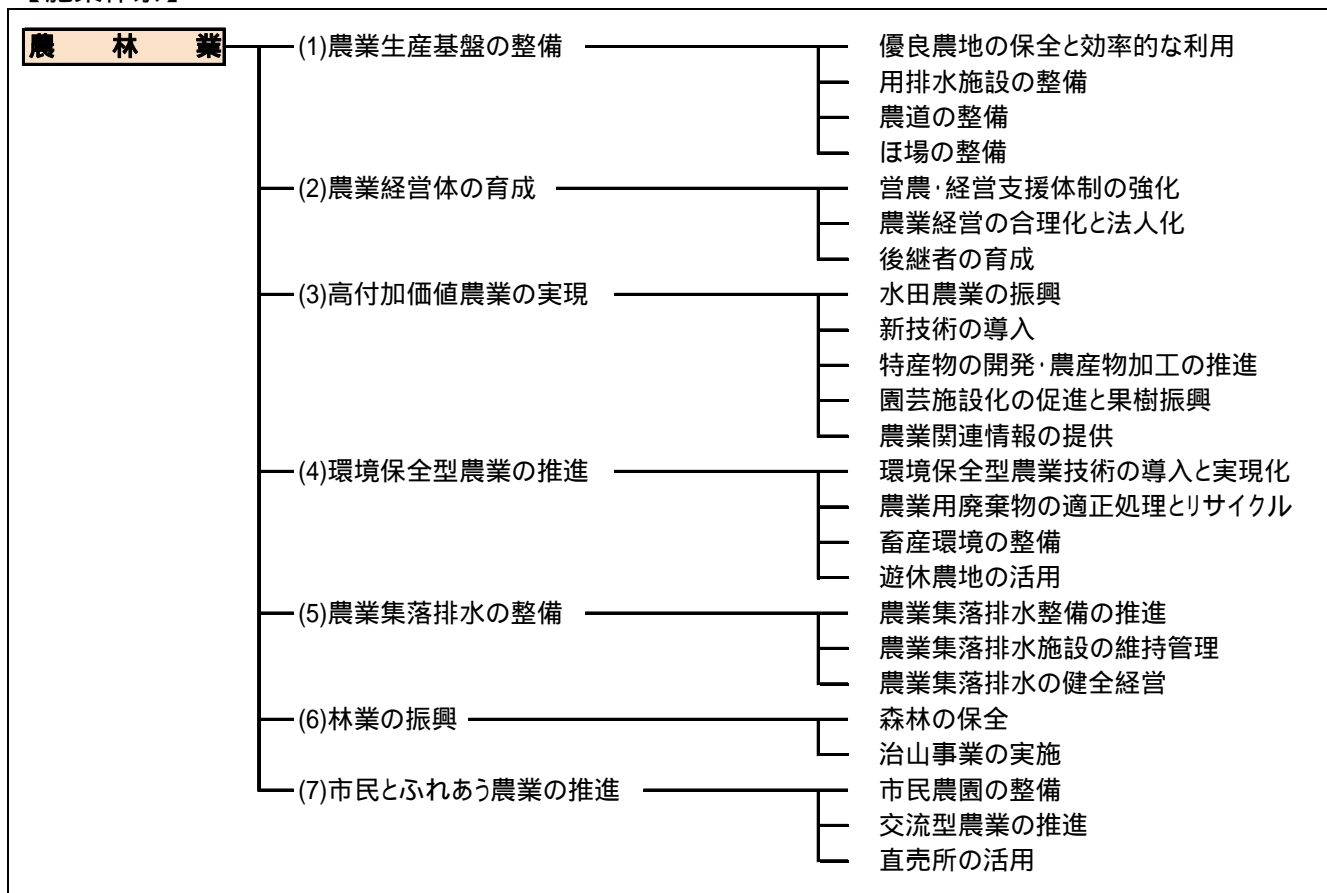 農 林 業 (1)農業生産基盤の整備 優良農地の保全と効率的な利用
用排水施設の整備
農道の整備
ほ場の整備
(2)農業経営体の育成 営農・経営支援体制の強化
農業経営の合理化と法人化
後継者の育成
(3)高付加価値農業の実現 水田農業の振興
新技術の導入
特産物の開発・農産物加工の推進
園芸施設化の促進と果樹振興
農業関連情報の提供
(4)環境保全型農業の推進 環境保全型農業技術の導入と実現化
農業用廃棄物の適正処理とリサイクル
畜産環境の整備
遊休農地の活用
(5)農業集落排水の整備 農業集落排水整備の推進
農業集落排水施設の維持管理
農業集落排水の健全経営
(6)林業の振興 森林の保全
治山事業の実施
(7)市民とふれあう農業の推進 市民農園の整備
交流型農業の推進
直売所の活用